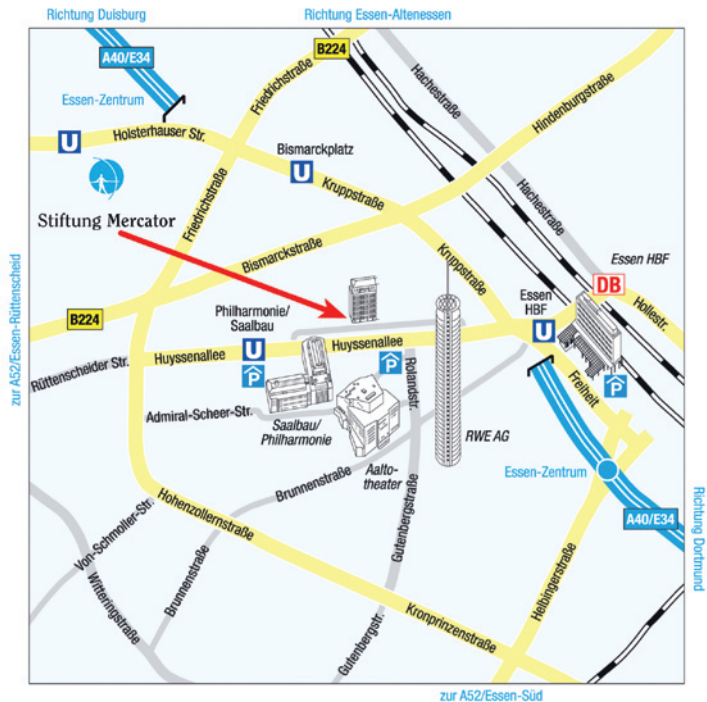 Richtung Duisburg
Richtung Essen-Altenessen
A40/E34
B224
Essen-Zentrum
Friedrichstraße
Hachestraße
Hindenburgstraße
U
Holsterhauser Str.
Bismarckplatz
U
Kruppstraße
Hachestraße
Stiftung Mercator
Friedrichstraße
Bismarckstraße
Kruppstraße
Essen HBF
DB
zur A52/Essen-Rüttenscheid
B224
Philharmonie/
Saalbau
Essen
HBF
Hollestr.
U
Huyssenallee
U
Huyssenallee
Rüttenscheider Str.
P
P
P
Rolandstr.
Freiheit
Admiral-Scheer-Str.
Saalbau/
Philharmonie
RWE AG
Aalto-
theater
Brunnenstraße
Essen-Zentrum
Hohenzollernstraße
Gutenbergstraße
Von-Schmoller-Str.
A40/E34
Richtung Dortmund
Witteringstraße
Brunnenstraße
Helbingerstraße
Kronprinzenstraße
Gutenbergstr.
zur A52/Essen-Süd